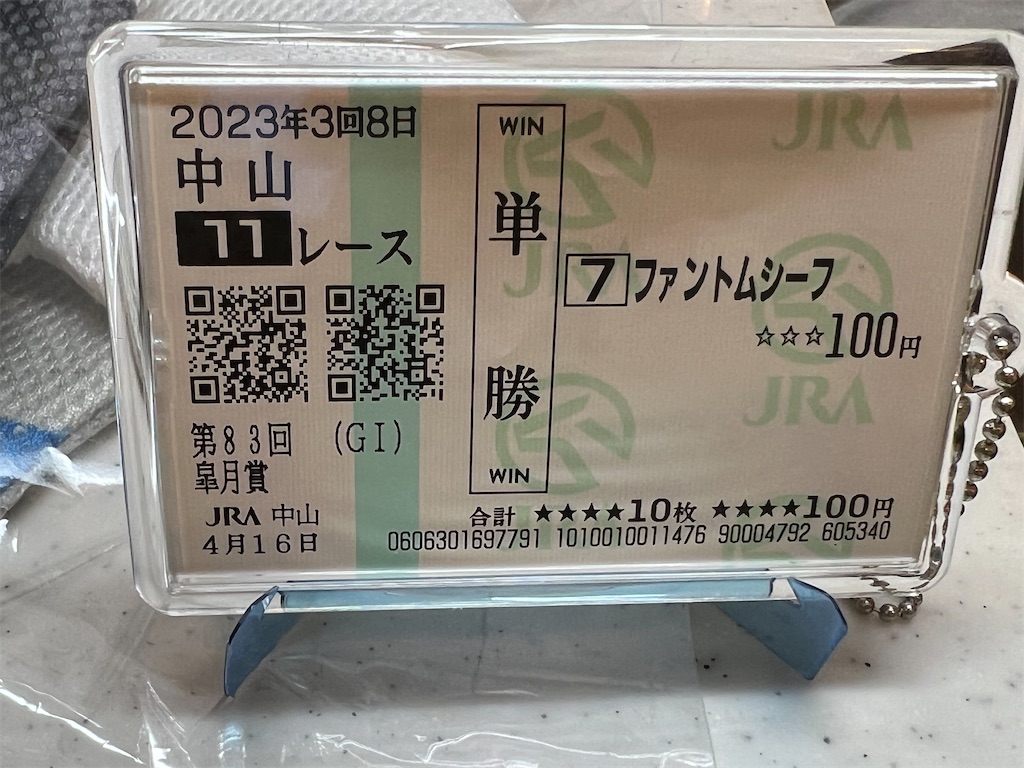 2023年3回8日
中山
11レース
第83回 (GI)
皐月賞
JRA 中山
4月16日
WIN
単勝
WIN
7 ファントムシーフ
☆☆☆100円
合計 ★★★★10枚 ★★★★100円
0606301697791 1010010011476 90004792 605340
JRA
JRA
JRA